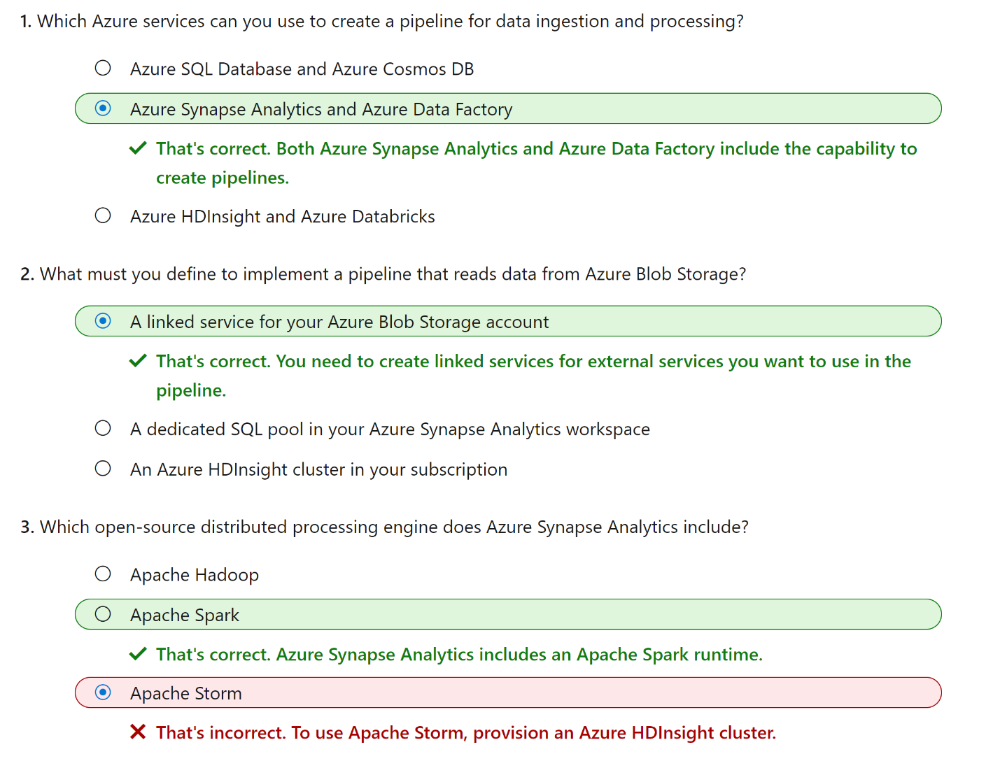 1. Which Azure services can you use to create a pipeline for data ingestion and processing?
Azure SQL Database and Azure Cosmos DB
Azure Synapse Analytics and Azure Data Factory
That's correct. Both Azure Synapse Analytics and Azure Data Factory include the capability to
create pipelines.
Azure HDInsight and Azure Databricks
2. What must you define to implement a pipeline that reads data from Azure Blob Storage?
A linked service for your Azure Blob Storage account
That's correct. You need to create linked services for external services you want to use in the
pipeline.
A dedicated SQL pool in your Azure Synapse Analytics workspace
An Azure HDInsight cluster in your subscription
3. Which open-source distributed processing engine does Azure Synapse Analytics include?
Apache Hadoop
Apache Spark
That's correct. Azure Synapse Analytics includes an Apache Spark runtime.
Apache Storm
That's incorrect. To use Apache Storm, provision an Azure HDInsight cluster.